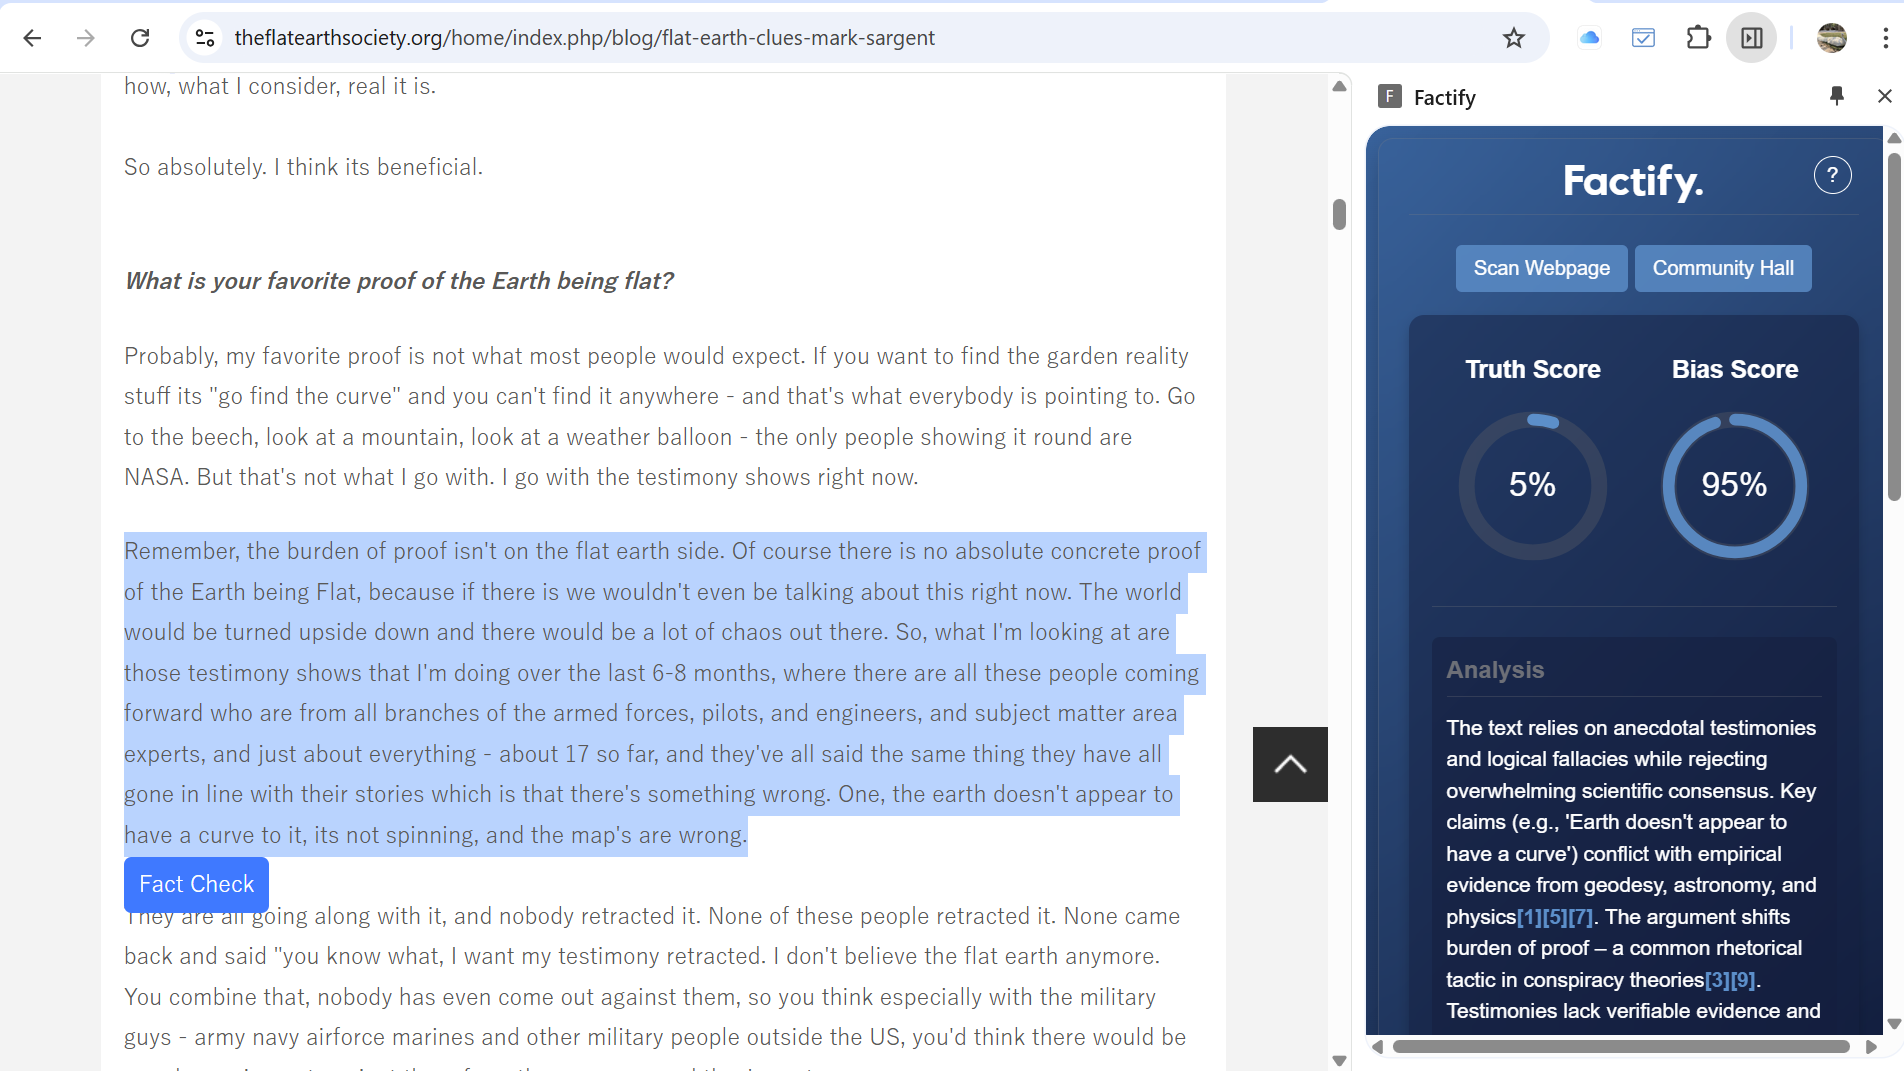 theflatearthsociety.org/home/index.php/blog/flat-earth-clues-mark-sargent
how, what I consider, real it is.
So absolutely. I think its beneficial.
What is your favorite proof of the Earth being flat?
Probably, my favorite proof is not what most people would expect. If you want to find the garden reality
stuff its "go find the curve" and you can't find it anywhere - and that's what everybody is pointing to. Go
to the beech, look at a mountain, look at a weather balloon - the only people showing it round are
NASA. But that's not what I go with. I go with the testimony shows right now.
Remember, the burden of proof isn't on the flat earth side. Of course there is no absolute concrete proof
of the Earth being Flat, because if there is we wouldn't even be talking about this right now. The world
would be turned upside down and there would be a lot of chaos out there. So, what I'm looking at are
those testimony shows that I'm doing over the last 6-8 months, where there are all these people coming
forward who are from all branches of the armed forces, pilots, and engineers, and subject matter area
experts, and just about everything - about 17 so far, and they've all said the same thing they have all
gone in line with their stories which is that there's something wrong. One, the earth doesn't appear to
have a curve to it, its not spinning, and the map's are wrong.
Fact Check
They are all going along with it, and nobody retracted it. None of these people retracted it. None came
back and said "you know what, I want my testimony retracted. I don't believe the flat earth anymore.
You combine that, nobody has even come out against them, so you think especially with the military
guys - army navy airforce marines and other military people outside the US, you'd think there would be
F Factify
Factify.
?
Scan Webpage Community Hall
Truth Score Bias Score
5% 95%
Analysis
The text relies on anecdotal testimonies
and logical fallacies while rejecting
overwhelming scientific consensus. Key
claims (e.g., 'Earth doesn't appear to
have a curve') conflict with empirical
evidence from geodesy, astronomy, and
physics[1][5][7]. The argument shifts
burden of proof – a common rhetorical
tactic in conspiracy theories[3][9].
Testimonies lack verifiable evidence and